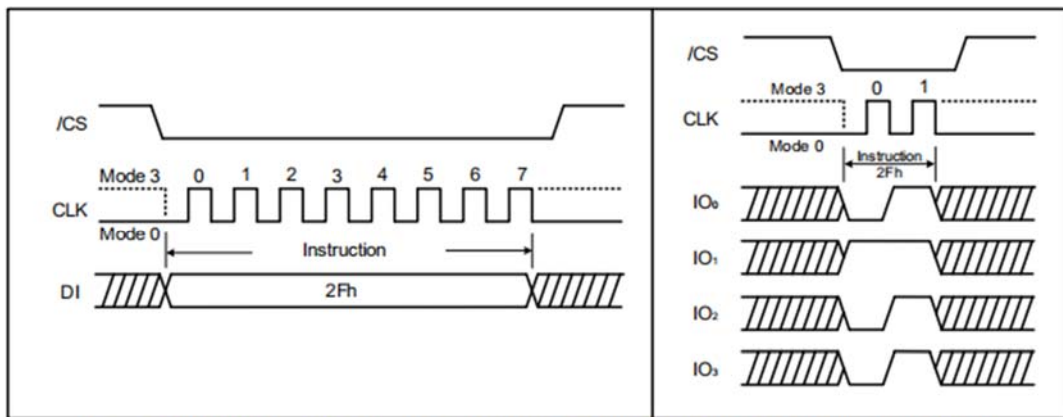 /CS
Mode 3 0 1 2 3 4 5 6 7
CLK
Mode 0
Instruction
DI
2Fh
/CS
Mode 3 0 1
CLK
Mode 0
Instruction
2Fh
IO₀
IO₁
IO₂
IO₃